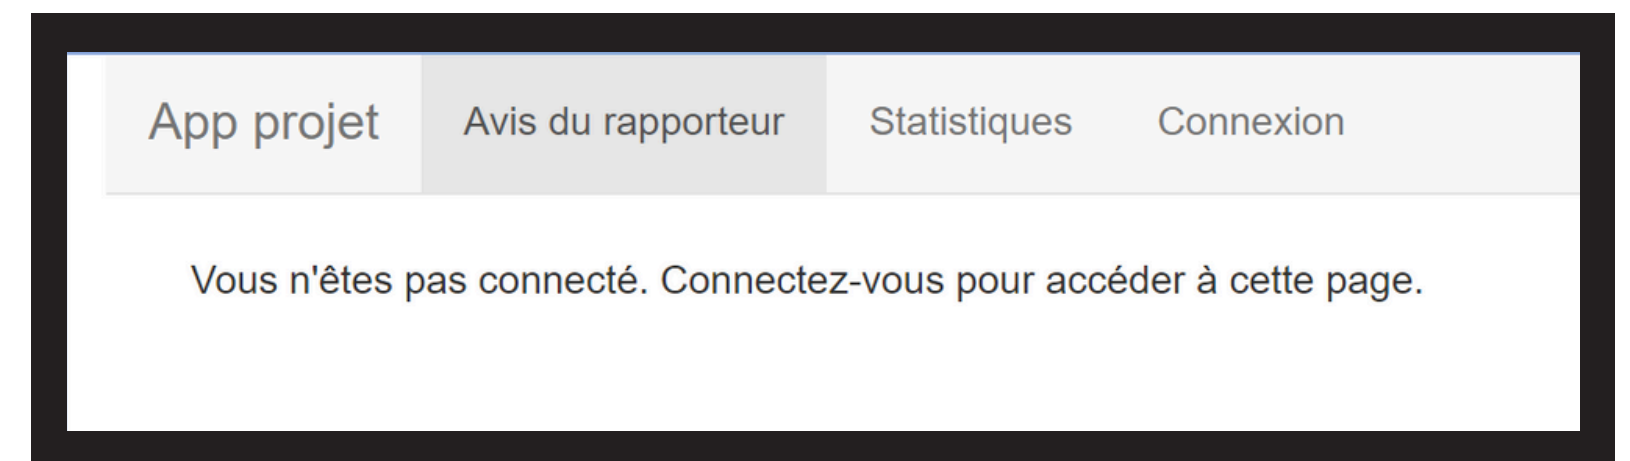 App projet Avis du rapporteur Statistiques Connexion
Vous n'êtes pas connecté. Connectez-vous pour accéder à cette page.